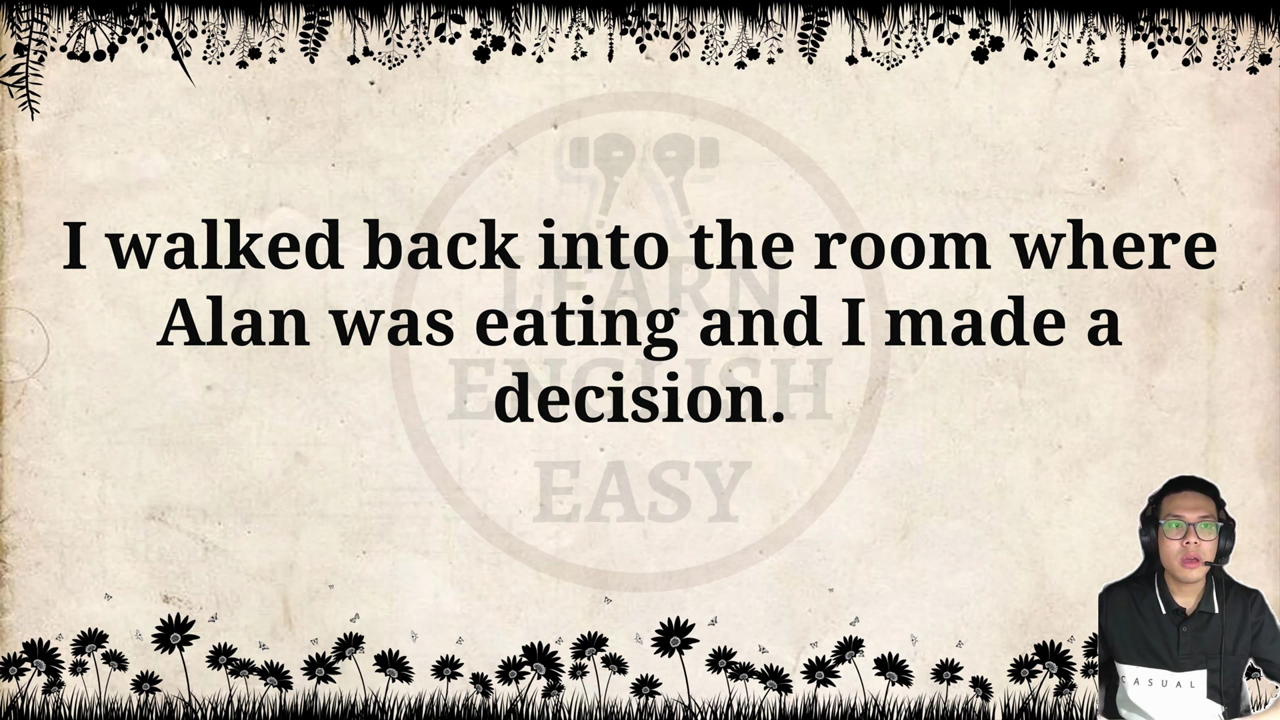 I walked back into the room where
Alan was eating and I made a
decision.
LEARN
ENGLISH
EASY
CASUAL